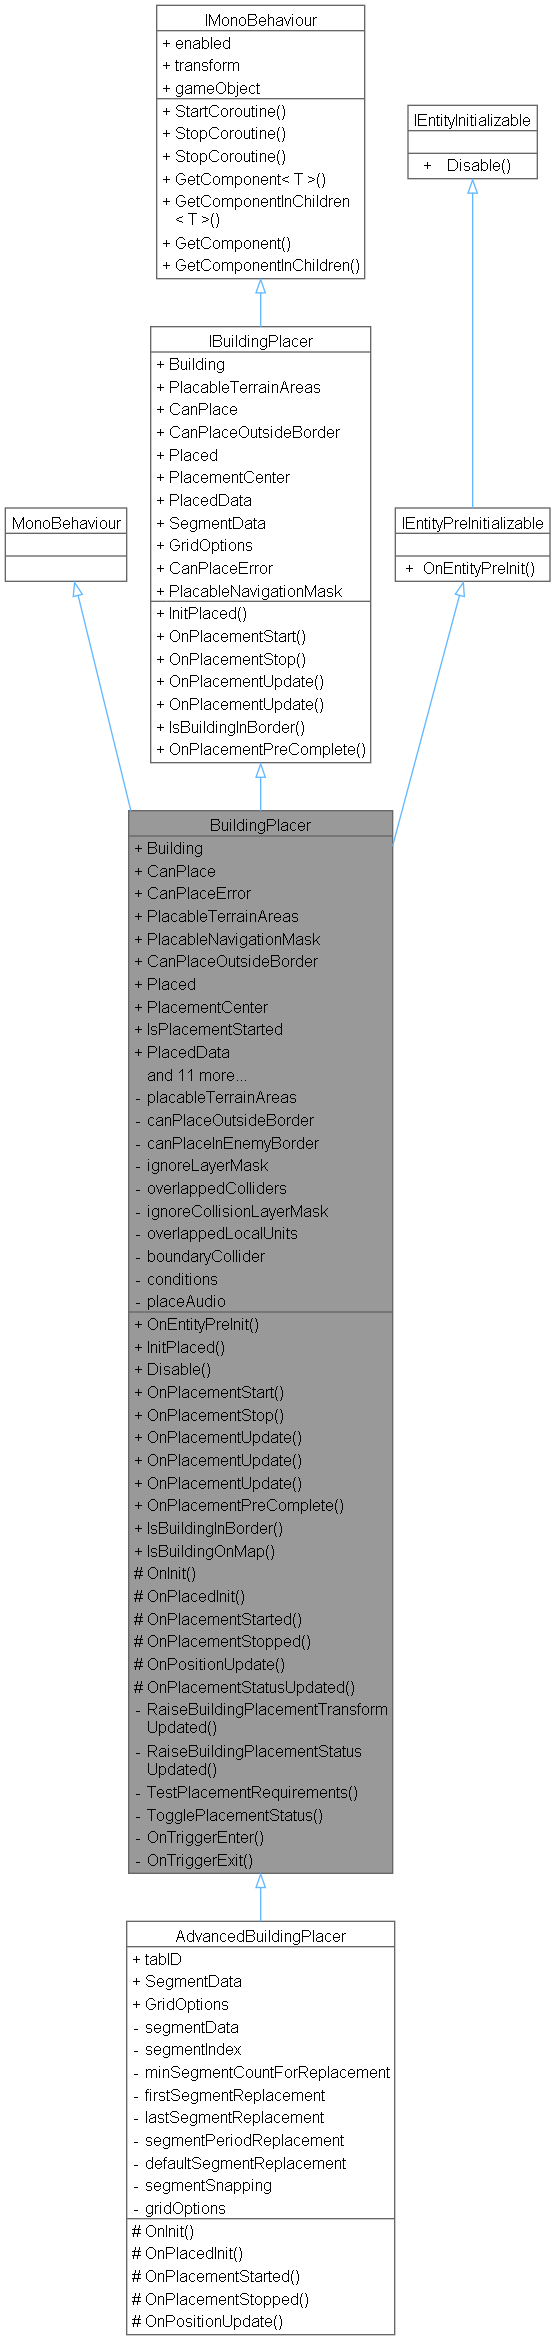 IMonoBehaviour
+ enabled
+ transform
+ gameObject
+ StartCoroutine()
+ StopCoroutine()
+ StopCoroutine()
+ GetComponent< T >()
+ GetComponentInChildren
< T >()
+ GetComponent()
+ GetComponentInChildren()
IEntityInitializable
+ Disable()
IBuildingPlacer
+ Building
+ PlacableTerrainAreas
+ CanPlace
+ CanPlaceOutsideBorder
+ Placed
+ PlacementCenter
+ PlacedData
+ SegmentData
+ GridOptions
+ CanPlaceError
+ PlacableNavigationMask
+ InitPlaced()
+ OnPlacementStart()
+ OnPlacementStop()
+ OnPlacementUpdate()
+ OnPlacementUpdate()
+ IsBuildingInBorder()
+ OnPlacementPreComplete()
MonoBehaviour
IEntityPreInitializable
+ OnEntityPreInit()
BuildingPlacer
+ Building
+ CanPlace
+ CanPlaceError
+ PlacableTerrainAreas
+ PlacableNavigationMask
+ CanPlaceOutsideBorder
+ Placed
+ PlacementCenter
+ IsPlacementStarted
+ PlacedData
and 11 more...
- placableTerrainAreas
- canPlaceOutsideBorder
- canPlaceInEnemyBorder
- ignoreLayerMask
- overlappedColliders
- ignoreCollisionLayerMask
- overlappedLocalUnits
- boundaryCollider
- conditions
- placeAudio
+ OnEntityPreInit()
+ InitPlaced()
+ Disable()
+ OnPlacementStart()
+ OnPlacementStop()
+ OnPlacementUpdate()
+ OnPlacementUpdate()
+ OnPlacementUpdate()
+ OnPlacementPreComplete()
+ IsBuildingInBorder()
+ IsBuildingOnMap()
# OnInit()
# OnPlacedInit()
# OnPlacementStarted()
# OnPlacementStopped()
# OnPositionUpdate()
# OnPlacementStatusUpdated()
- RaiseBuildingPlacementTransform
Updated()
- RaiseBuildingPlacementStatus
Updated()
- TestPlacementRequirements()
- TogglePlacementStatus()
- OnTriggerEnter()
- OnTriggerExit()
AdvancedBuildingPlacer
+ tabID
+ SegmentData
+ GridOptions
- segmentData
- segmentIndex
- minSegmentCountForReplacement
- firstSegmentReplacement
- lastSegmentReplacement
- segmentPeriodReplacement
- defaultSegmentReplacement
- segmentSnapping
- gridOptions
# OnInit()
# OnPlacedInit()
# OnPlacementStarted()
# OnPlacementStopped()
# OnPositionUpdate()